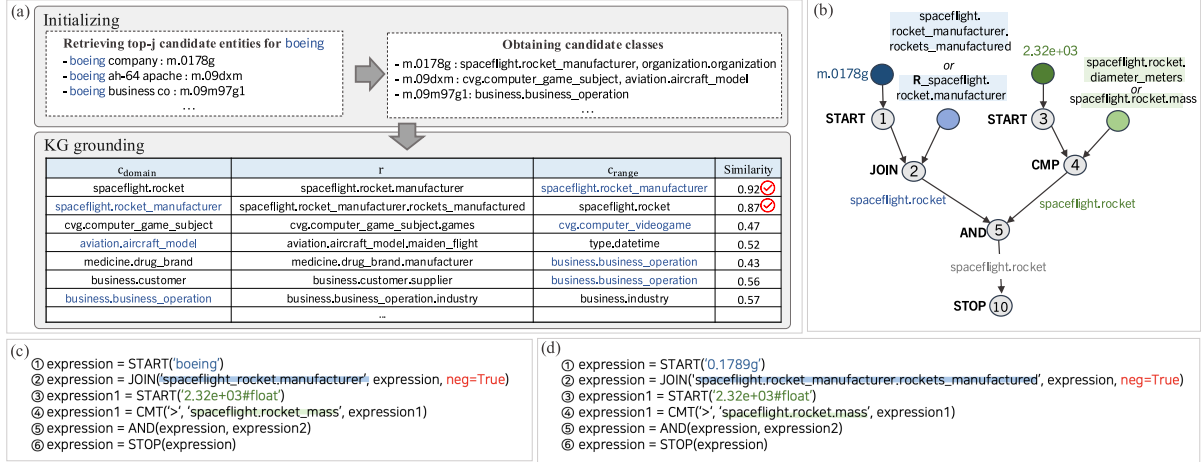 (a)
Initializing
Retrieving top-j candidate entities for boeing
- boeing company : m.0178g
- boeing ah-64 apache : m.09dxm
- boeing business co : m.09m97g1
...
Obtaining candidate classes
- m.0178g : spaceflight.rocket_manufacturer, organization.organization
- m.09dxm : cvg.computer_game_subject, aviation.aircraft_model
- m.09m97g1: business.business_operation
...
KG grounding
c_domain r c_range Similarity
spaceflight.rocket spaceflight.rocket.manufacturer spaceflight.rocket_manufacturer 0.92
spaceflight.rocket_manufacturer spaceflight.rocket_manufacturer.rockets_manufactured spaceflight.rocket 0.87
cvg.computer_game_subject cvg.computer_game_subject.games cvg.computer_videogame 0.47
aviation.aircraft_model aviation.aircraft_model.maiden_flight type.datetime 0.52
medicine.drug_brand medicine.drug_brand.manufacturer business.business_operation 0.43
business.customer business.customer.supplier business.business_operation 0.56
business.business_operation business.business_operation.industry business.industry 0.57
...
(b)
spaceflight.
rocket_manufacturer.
rockets_manufactured
or
R_spaceflight.
rocket.manufacturer
m.0178g
2.32e+03
spaceflight.rocket.
diameter_meters
or
spaceflight.rocket.mass
START 1
START 3
JOIN 2
CMP 4
spaceflight.rocket
spaceflight.rocket
AND 5
spaceflight.rocket
STOP 10
(c)
① expression = START('boeing')
② expression = JOIN('spaceflight_rocket.manufacturer', expression, neg=True)
③ expression1 = START('2.32e+03#float')
④ expression1 = CMT('>', 'spaceflight.rocket_mass', expression1)
⑤ expression = AND(expression, expression2)
⑥ expression = STOP(expression)
(d)
① expression = START('0.1789g')
② expression = JOIN('spaceflight.rocket_manufacturer.rockets_manufactured', expression, neg=True)
③ expression1 = START('2.32e+03#float')
④ expression1 = CMT('>', 'spaceflight.rocket.mass', expression1)
⑤ expression = AND(expression, expression2)
⑥ expression = STOP(expression)